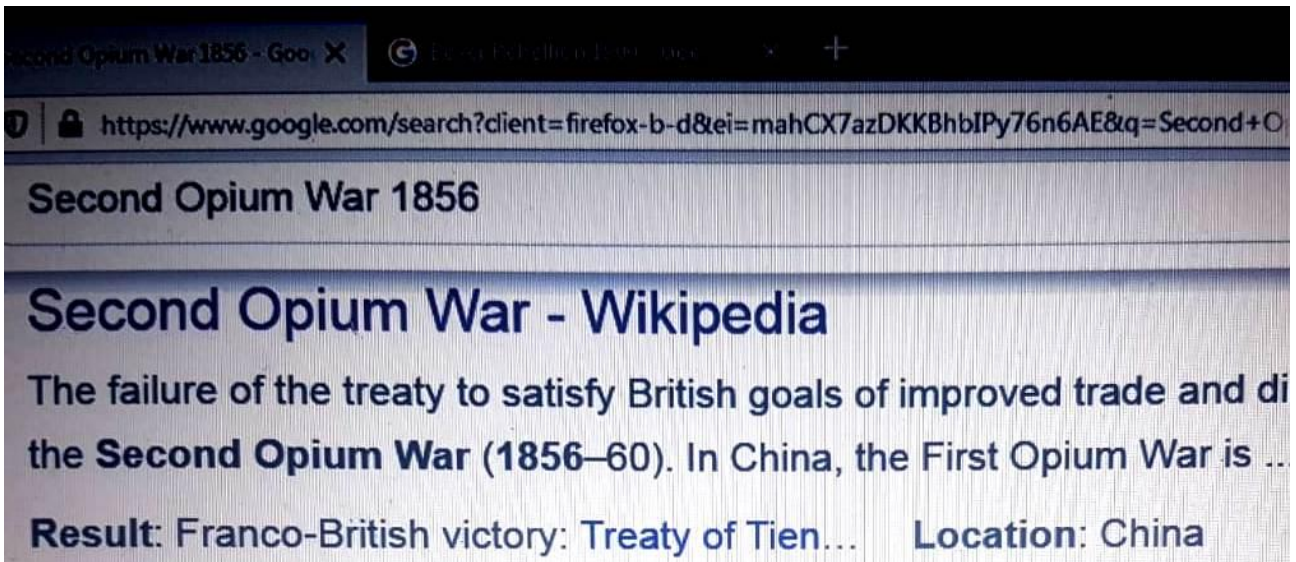 Second Opium War 1856 - Goo
https://www.google.com/search?client=firefox-b-d&ei=mahCX7azDKKBhbIPy76n6AE&q=Second+O
Second Opium War 1856
Second Opium War - Wikipedia
The failure of the treaty to satisfy British goals of improved trade and di
the Second Opium War (1856–60). In China, the First Opium War is ...
Result: Franco-British victory: Treaty of Tien... Location: China